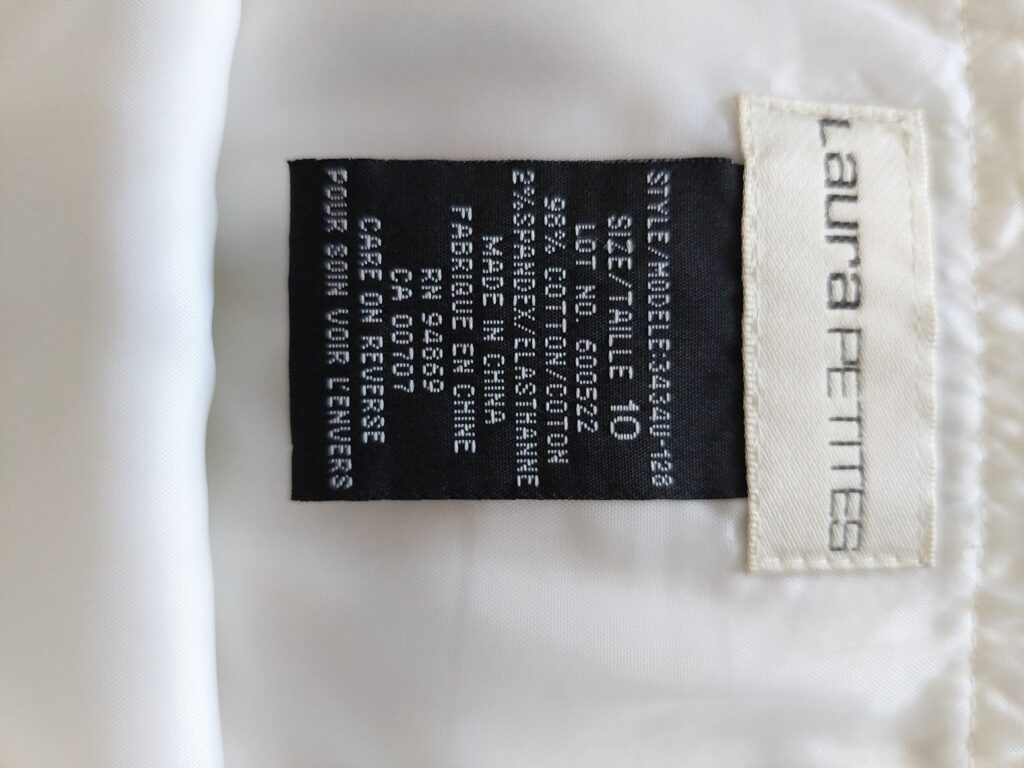 Laura PETITES
STYLE/MODELE:3434U-128
SIZE/TAILLE 10
LOT NO. 600522
98% COTTON/COTON
2%SPANDEX/ELASTHANNE
MADE IN CHINA
FABRIQUE EN CHINE
RN 94869
CA 00707
CARE ON REVERSE
POUR SOIN VOIR L'ENVERS